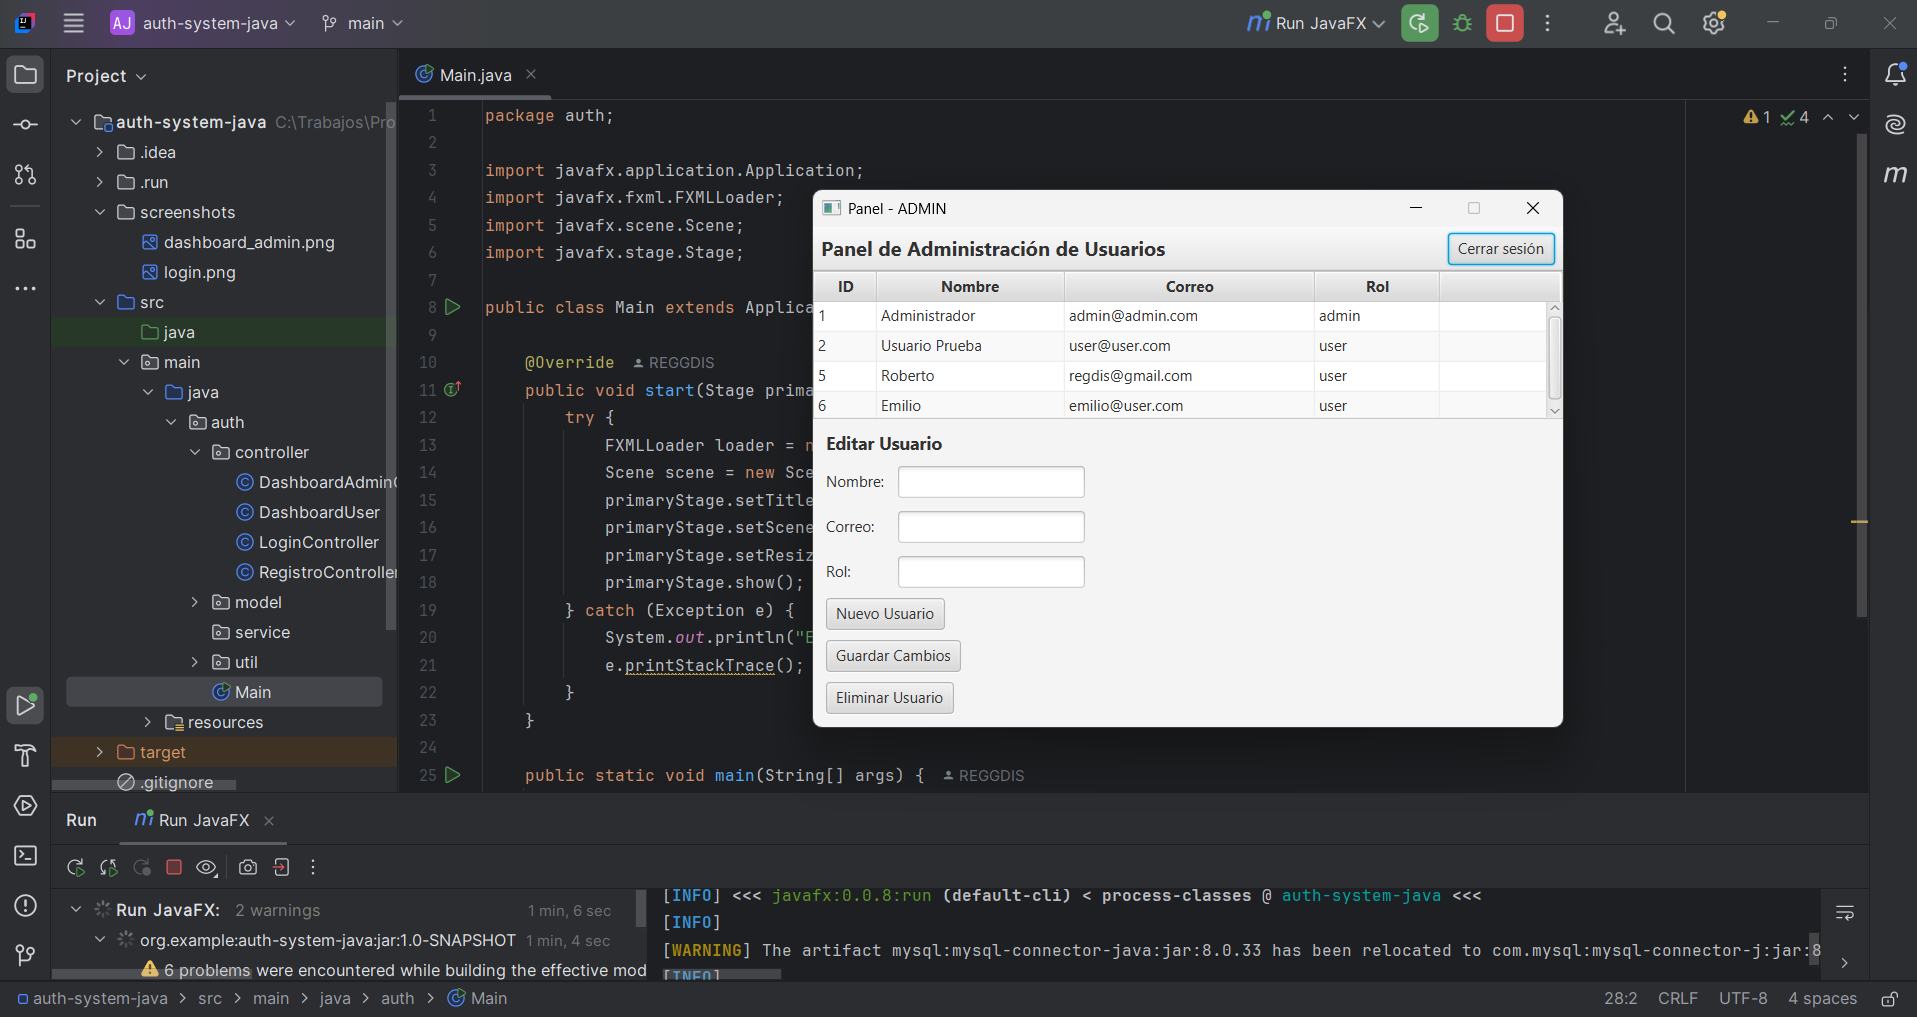 AJ auth-system-java main Run JavaFX
Project
auth-system-java C:\Trabajos\Pro
.idea
.run
screenshots
dashboard_admin.png
login.png
src
java
main
java
auth
controller
DashboardAdminC
DashboardUser
LoginController
RegistroController
model
service
util
Main
resources
target
.gitignore
Main.java
1 4
1 package auth;
2
3 import javafx.application.Application;
4 import javafx.fxml.FXMLLoader;
5 import javafx.scene.Scene;
6 import javafx.stage.Stage;
7
8 public class Main extends Applica
9
10 @Override REGGDIS
11 public void start(Stage prima
12 try {
13 FXMLLoader loader = n
14 Scene scene = new Sce
15 primaryStage.setTitle
16 primaryStage.setScene
17 primaryStage.setResiz
18 primaryStage.show();
19 } catch (Exception e) {
20 System.out.println("E
21 e.printStackTrace();
22 }
23 }
24
25 public static void main(String[] args) { REGGDIS
Panel - ADMIN
Panel de Administración de Usuarios Cerrar sesión
ID Nombre Correo Rol
1 Administrador admin@admin.com admin
2 Usuario Prueba user@user.com user
5 Roberto regdis@gmail.com user
6 Emilio emilio@user.com user
Editar Usuario
Nombre:
Correo:
Rol:
Nuevo Usuario
Guardar Cambios
Eliminar Usuario
Run Run JavaFX
Run JavaFX: 2 warnings 1 min, 6 sec
org.example:auth-system-java:jar:1.0-SNAPSHOT 1 min, 4 sec
6 problems were encountered while building the effective mod
[INFO] <<< javafx:0.0.8:run (default-cli) < process-classes @ auth-system-java <<<
[INFO]
[WARNING] The artifact mysql:mysql-connector-java:jar:8.0.33 has been relocated to com.mysql:mysql-connector-j:jar:8
[INFO]
auth-system-java > src > main > java > auth > Main 28:2 CRLF UTF-8 4 spaces